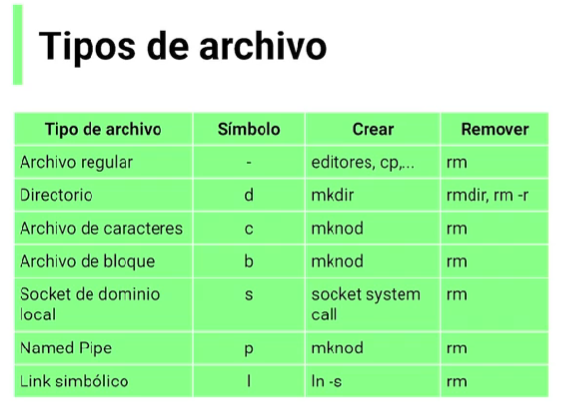 Tipos de archivo
Tipo de archivo Símbolo Crear Remover
Archivo regular - editores, cp,... rm
Directorio d mkdir rmdir, rm -r
Archivo de caracteres c mknod rm
Archivo de bloque b mknod rm
Socket de dominio local s socket system call rm
Named Pipe p mknod rm
Link simbólico l ln -s rm